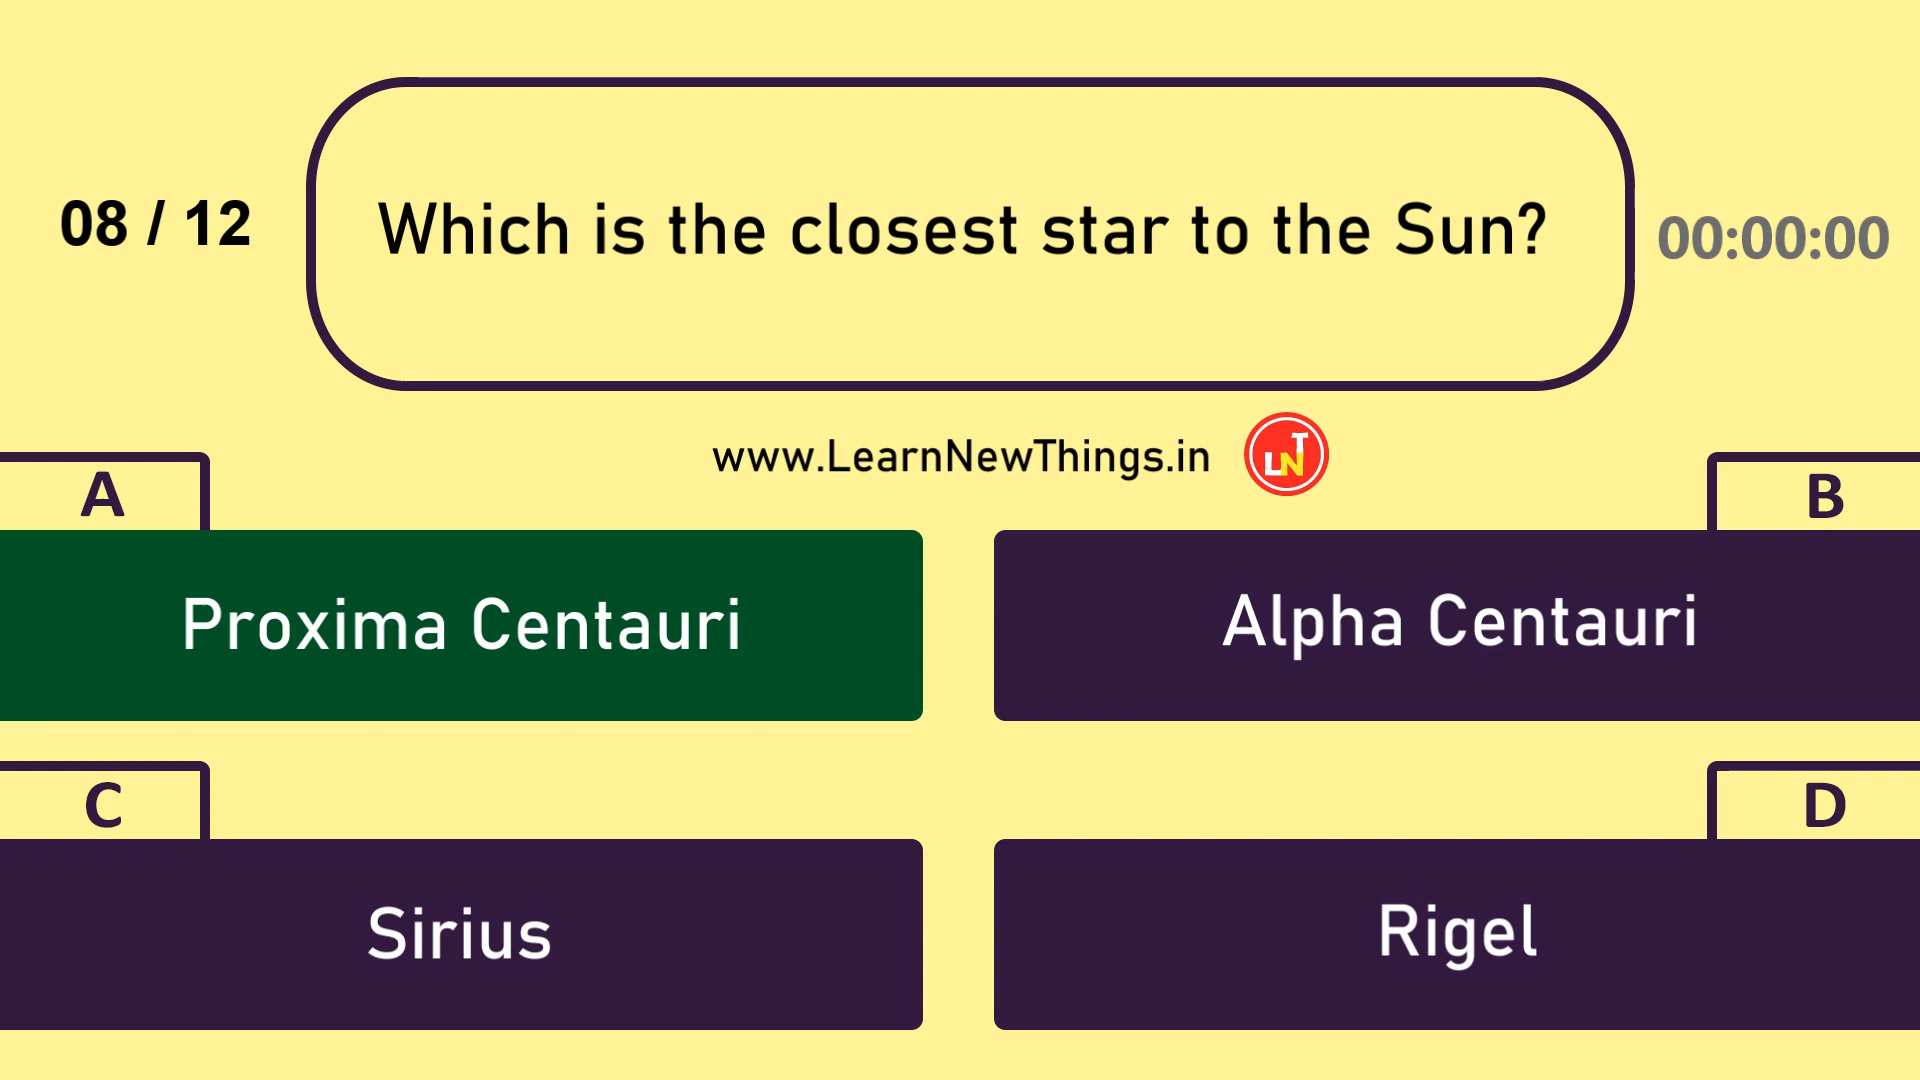 08 / 12
Which is the closest star to the Sun?
00:00:00
www.LearnNewThings.in
LNT
A
Proxima Centauri
B
Alpha Centauri
C
Sirius
D
Rigel